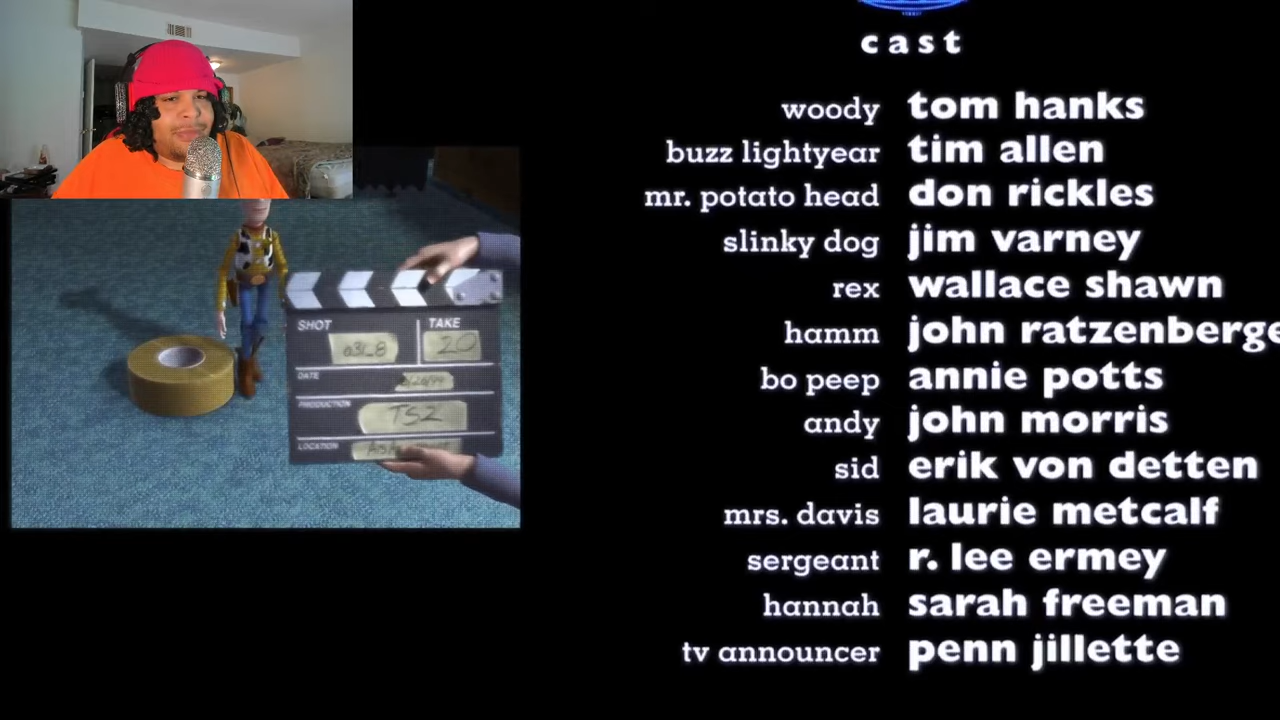 cast
woody tom hanks
buzz lightyear tim allen
mr. potato head don rickles
slinky dog jim varney
rex wallace shawn
hamm john ratzenberge
bo peep annie potts
andy john morris
sid erik von detten
mrs. davis laurie metcalf
sergeant r. lee ermey
hannah sarah freeman
tv announcer penn jillette
SHOT TAKE
20
DATE
PRODUCTION
TS2
LOCATION